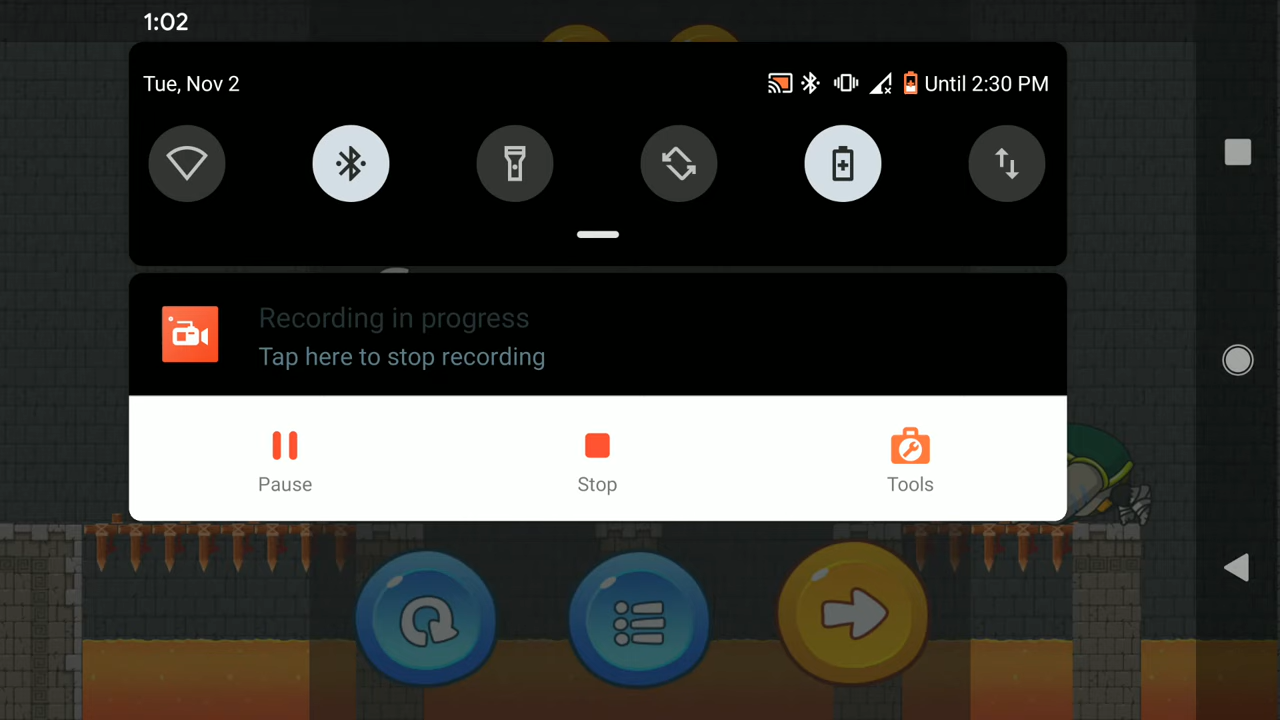 1:02
Tue, Nov 2
Until 2:30 PM
Recording in progress
Tap here to stop recording
Pause
Stop
Tools